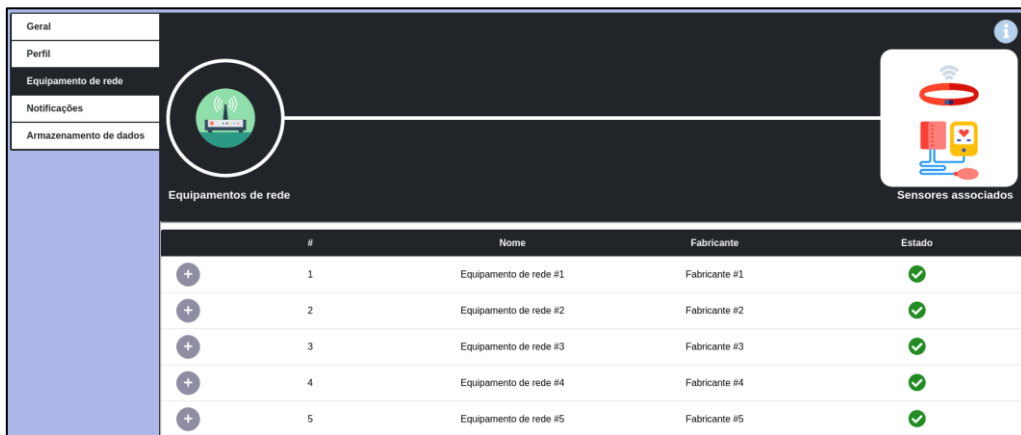 Geral
Perfil
Equipamento de rede
Notificações
Armazenamento de dados
Equipamentos de rede
Sensores associados
# Nome Fabricante Estado
1 Equipamento de rede #1 Fabricante #1
2 Equipamento de rede #2 Fabricante #2
3 Equipamento de rede #3 Fabricante #3
4 Equipamento de rede #4 Fabricante #4
5 Equipamento de rede #5 Fabricante #5